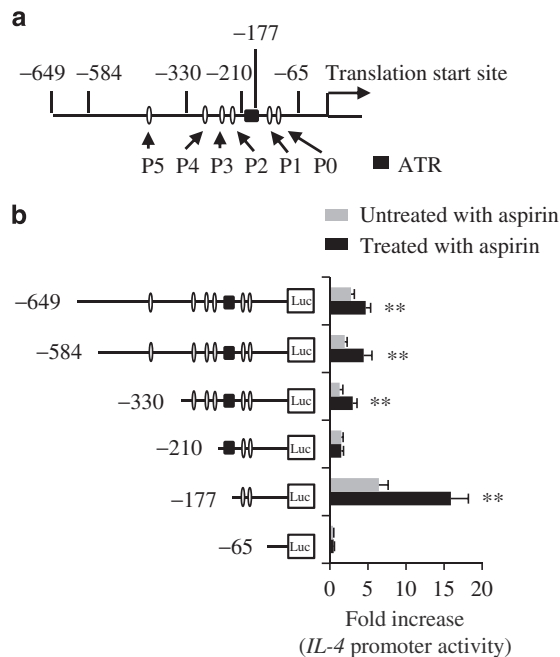 a
−177
−649 −584 −330 −210 −65 Translation start site
P5 P4 P3 P2 P1 P0 ATR
b
Untreated with aspirin
Treated with aspirin
−649 Luc **
−584 Luc **
−330 Luc **
−210 Luc
−177 Luc **
−65 Luc
0 5 10 15 20
Fold increase
(IL-4 promoter activity)